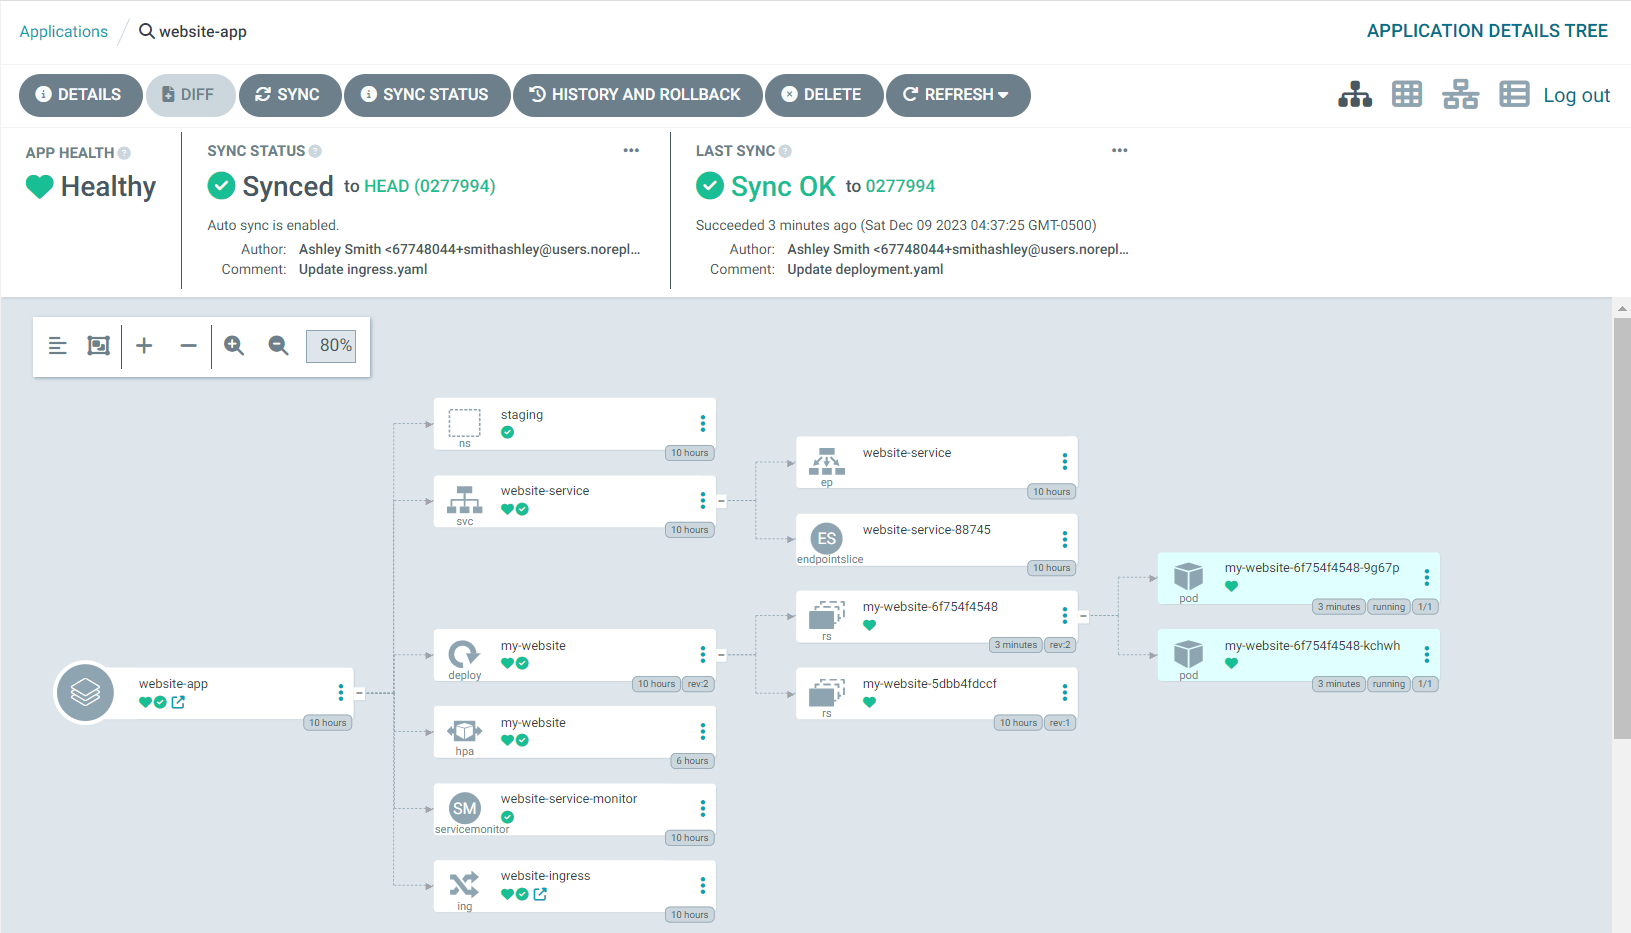 Applications
website-app
APPLICATION DETAILS TREE
DETAILS
DIFF
SYNC
SYNC STATUS
HISTORY AND ROLLBACK
DELETE
REFRESH
Log out
APP HEALTH
Healthy
SYNC STATUS
Synced to HEAD (0277994)
Auto sync is enabled.
Author: Ashley Smith <67748044+smithashley@users.norepl...
Comment: Update ingress.yaml
LAST SYNC
Sync OK to 0277994
Succeeded 3 minutes ago (Sat Dec 09 2023 04:37:25 GMT-0500)
Author: Ashley Smith <67748044+smithashley@users.norepl...
Comment: Update deployment.yaml
80%
website-app
10 hours
staging
ns
10 hours
website-service
svc
10 hours
my-website
deploy
10 hours
rev:2
my-website
hpa
6 hours
SM
website-service-monitor
servicemonitor
10 hours
website-ingress
ing
10 hours
website-service
ep
10 hours
ES
website-service-88745
endpointslice
10 hours
my-website-6f754f4548
rs
3 minutes
rev:2
my-website-5dbb4fdccf
rs
10 hours
rev:1
my-website-6f754f4548-9g67p
pod
3 minutes
running
1/1
my-website-6f754f4548-kchwh
pod
3 minutes
running
1/1